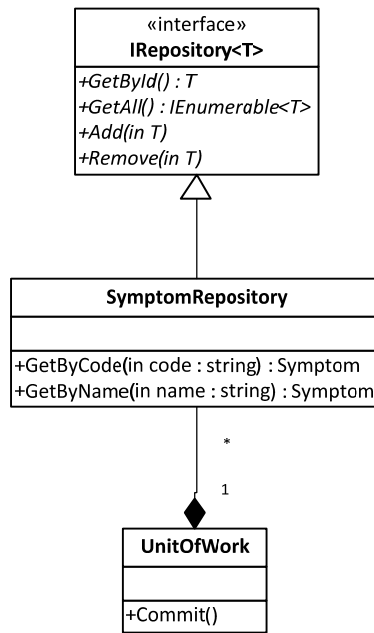 «interface»
IRepository<T>
+GetById() : T
+GetAll() : IEnumerable<T>
+Add(in T)
+Remove(in T)
SymptomRepository
+GetByCode(in code : string) : Symptom
+GetByName(in name : string) : Symptom
*
1
UnitOfWork
+Commit()